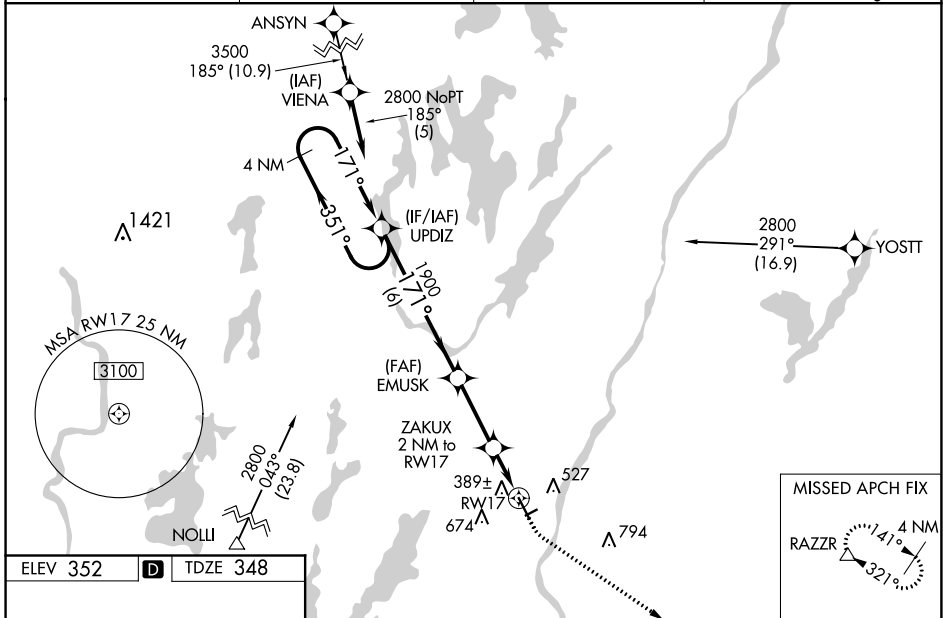 ANSYN
3500
185° (10.9)
(IAF)
VIENA
2800 NoPT
185°
(5)
4 NM
171°
351°
(IF/IAF)
UPDIZ
1421
2800
291°
(16.9)
YOSTT
1900
171°
(6)
MSA RW17 25 NM
3100
(FAF)
EMUSK
ZAKUX
2 NM to
RW17
389±
RW17
527
674
794
2800
043°
(23.8)
NOLLI
MISSED APCH FIX
4 NM
RAZZR
141°
321°
ELEV 352
D
TDZE 348